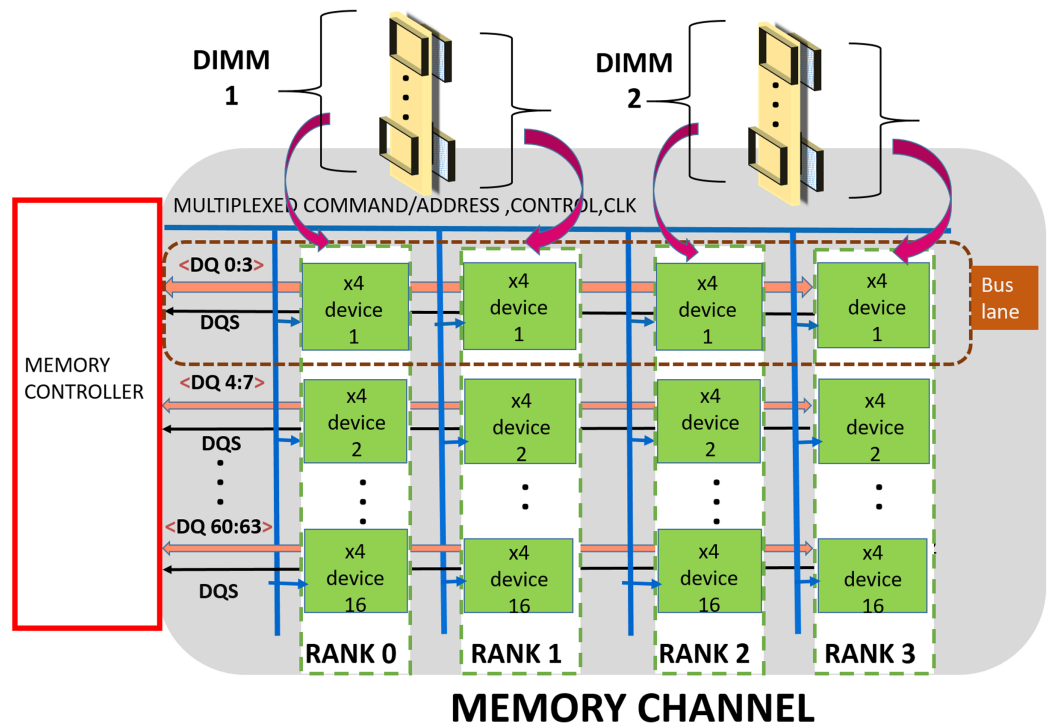 DIMM
1
DIMM
2
MULTIPLEXED COMMAND/ADDRESS ,CONTROL,CLK
<DQ 0:3>
DQS
x4
device
1
x4
device
1
x4
device
1
x4
device
1
Bus
lane
MEMORY
CONTROLLER
<DQ 4:7>
DQS
x4
device
2
x4
device
2
x4
device
2
x4
device
2
<DQ 60:63>
DQS
x4
device
16
x4
device
16
x4
device
16
x4
device
16
RANK 0
RANK 1
RANK 2
RANK 3
MEMORY CHANNEL